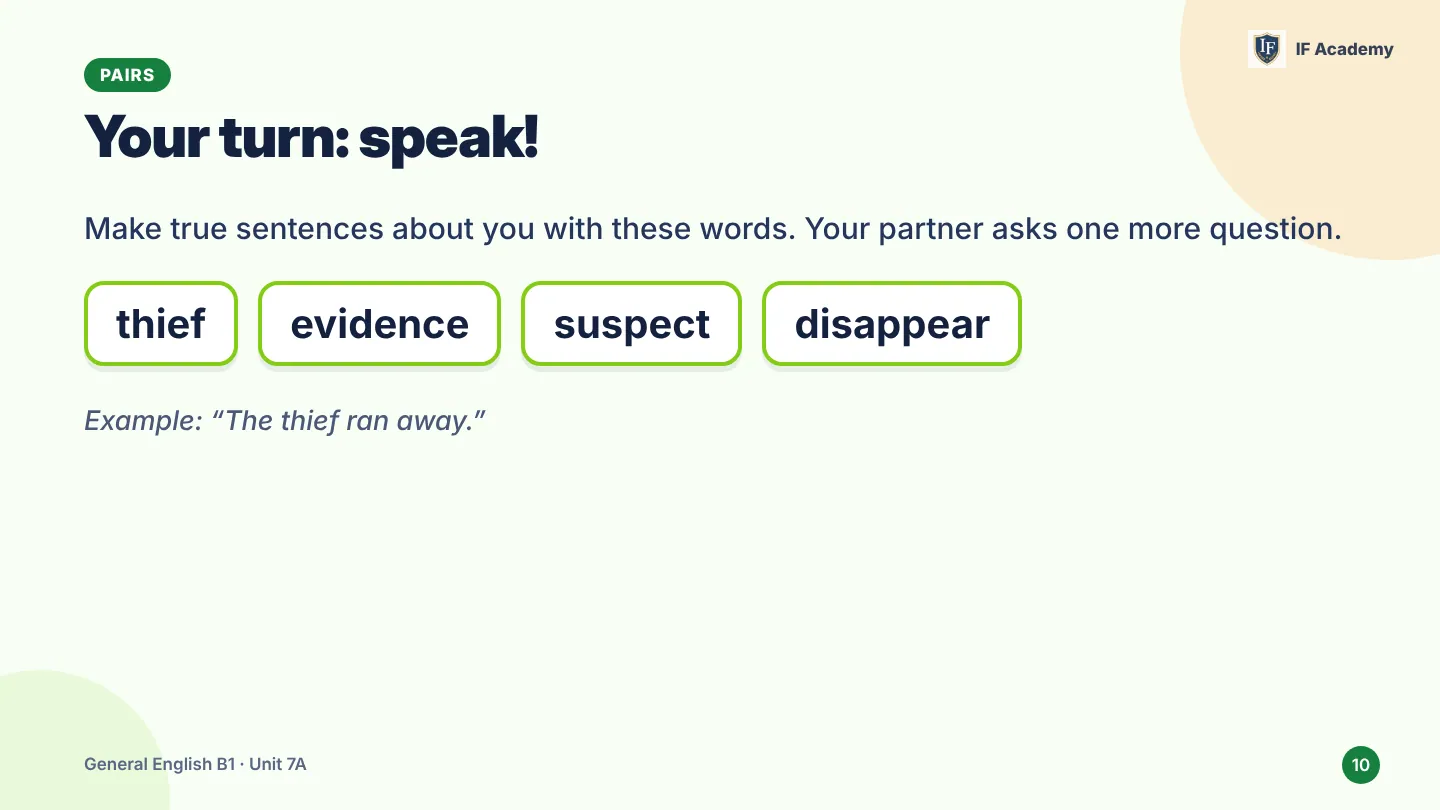 IF Academy
PAIRS
Your turn: speak!
Make true sentences about you with these words. Your partner asks one more question.
thief evidence suspect disappear
Example: “The thief ran away.”
General English B1 · Unit 7A
10